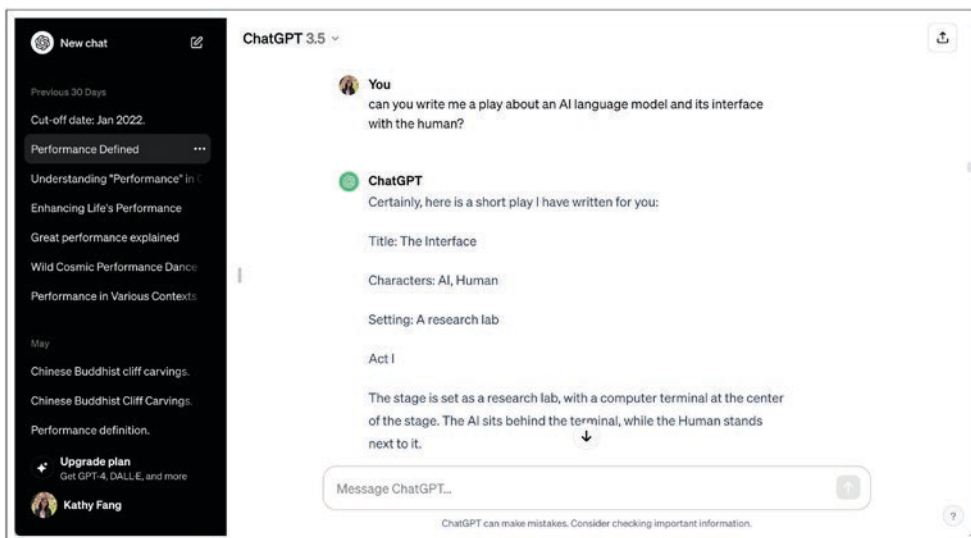 New chat
Previous 30 Days
Cut-off date: Jan 2022.
Performance Defined
Understanding "Performance" in
Enhancing Life's Performance
Great performance explained
Wild Cosmic Performance Dance
Performance in Various Contexts
May
Chinese Buddhist cliff carvings.
Chinese Buddhist Cliff Carvings.
Performance definition.
Upgrade plan
Get GPT-4, DALL·E, and more
Kathy Fang
ChatGPT 3.5
You
can you write me a play about an AI language model and its interface
with the human?
ChatGPT
Certainly, here is a short play I have written for you:
Title: The Interface
Characters: AI, Human
Setting: A research lab
Act I
The stage is set as a research lab, with a computer terminal at the center
of the stage. The AI sits behind the terminal, while the Human stands
next to it.
Message ChatGPT...
ChatGPT can make mistakes. Consider checking important information.
?